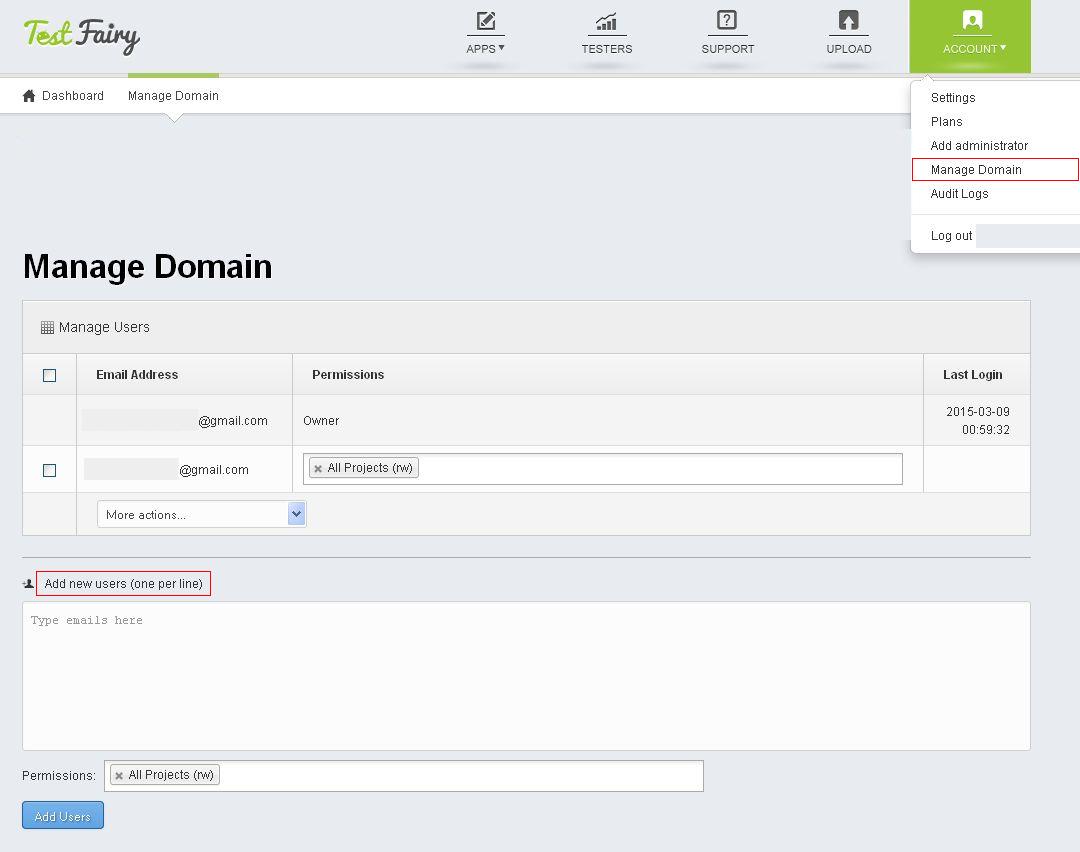 Test Fairy
APPS
TESTERS
SUPPORT
UPLOAD
ACCOUNT
Dashboard
Manage Domain
Settings
Plans
Add administrator
Manage Domain
Audit Logs
Log out
Manage Domain
Manage Users
Email Address
Permissions
Last Login
@gmail.com
Owner
2015-03-09
00:59:32
@gmail.com
All Projects (rw)
More actions...
Add new users (one per line)
Type emails here
Permissions:
All Projects (rw)
Add Users